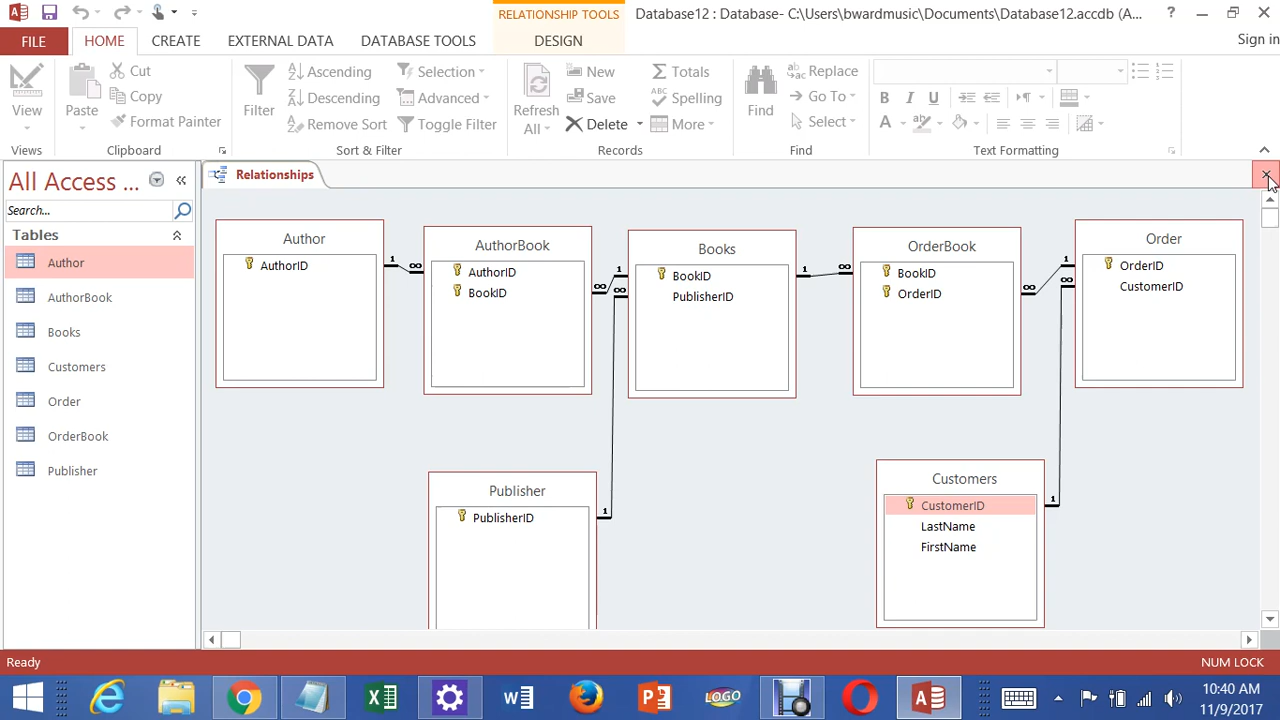 RELATIONSHIP TOOLS
Database12 : Database- C:\Users\bwardmusic\Documents\Database12.accdb (A...
?
FILE
HOME
CREATE
EXTERNAL DATA
DATABASE TOOLS
DESIGN
Sign in
View
Paste
Cut
Copy
Format Painter
Filter
Ascending
Descending
Remove Sort
Selection
Advanced
Toggle Filter
Refresh
All
New
Save
Delete
Totals
Spelling
More
Find
Replace
Go To
Select
B I U
A
Views
Clipboard
Sort & Filter
Records
Find
Text Formatting
All Access ...
Search...
Tables
Author
AuthorBook
Books
Customers
Order
OrderBook
Publisher
Relationships
Author
AuthorID
1 ∞
AuthorBook
AuthorID
BookID
∞ 1
∞
Books
BookID
PublisherID
1 ∞
OrderBook
BookID
OrderID
∞ 1
∞
Order
OrderID
CustomerID
Publisher
PublisherID
1
Customers
CustomerID
LastName
FirstName
1
Ready
NUM LOCK
LOGO
10:40 AM
11/9/2017